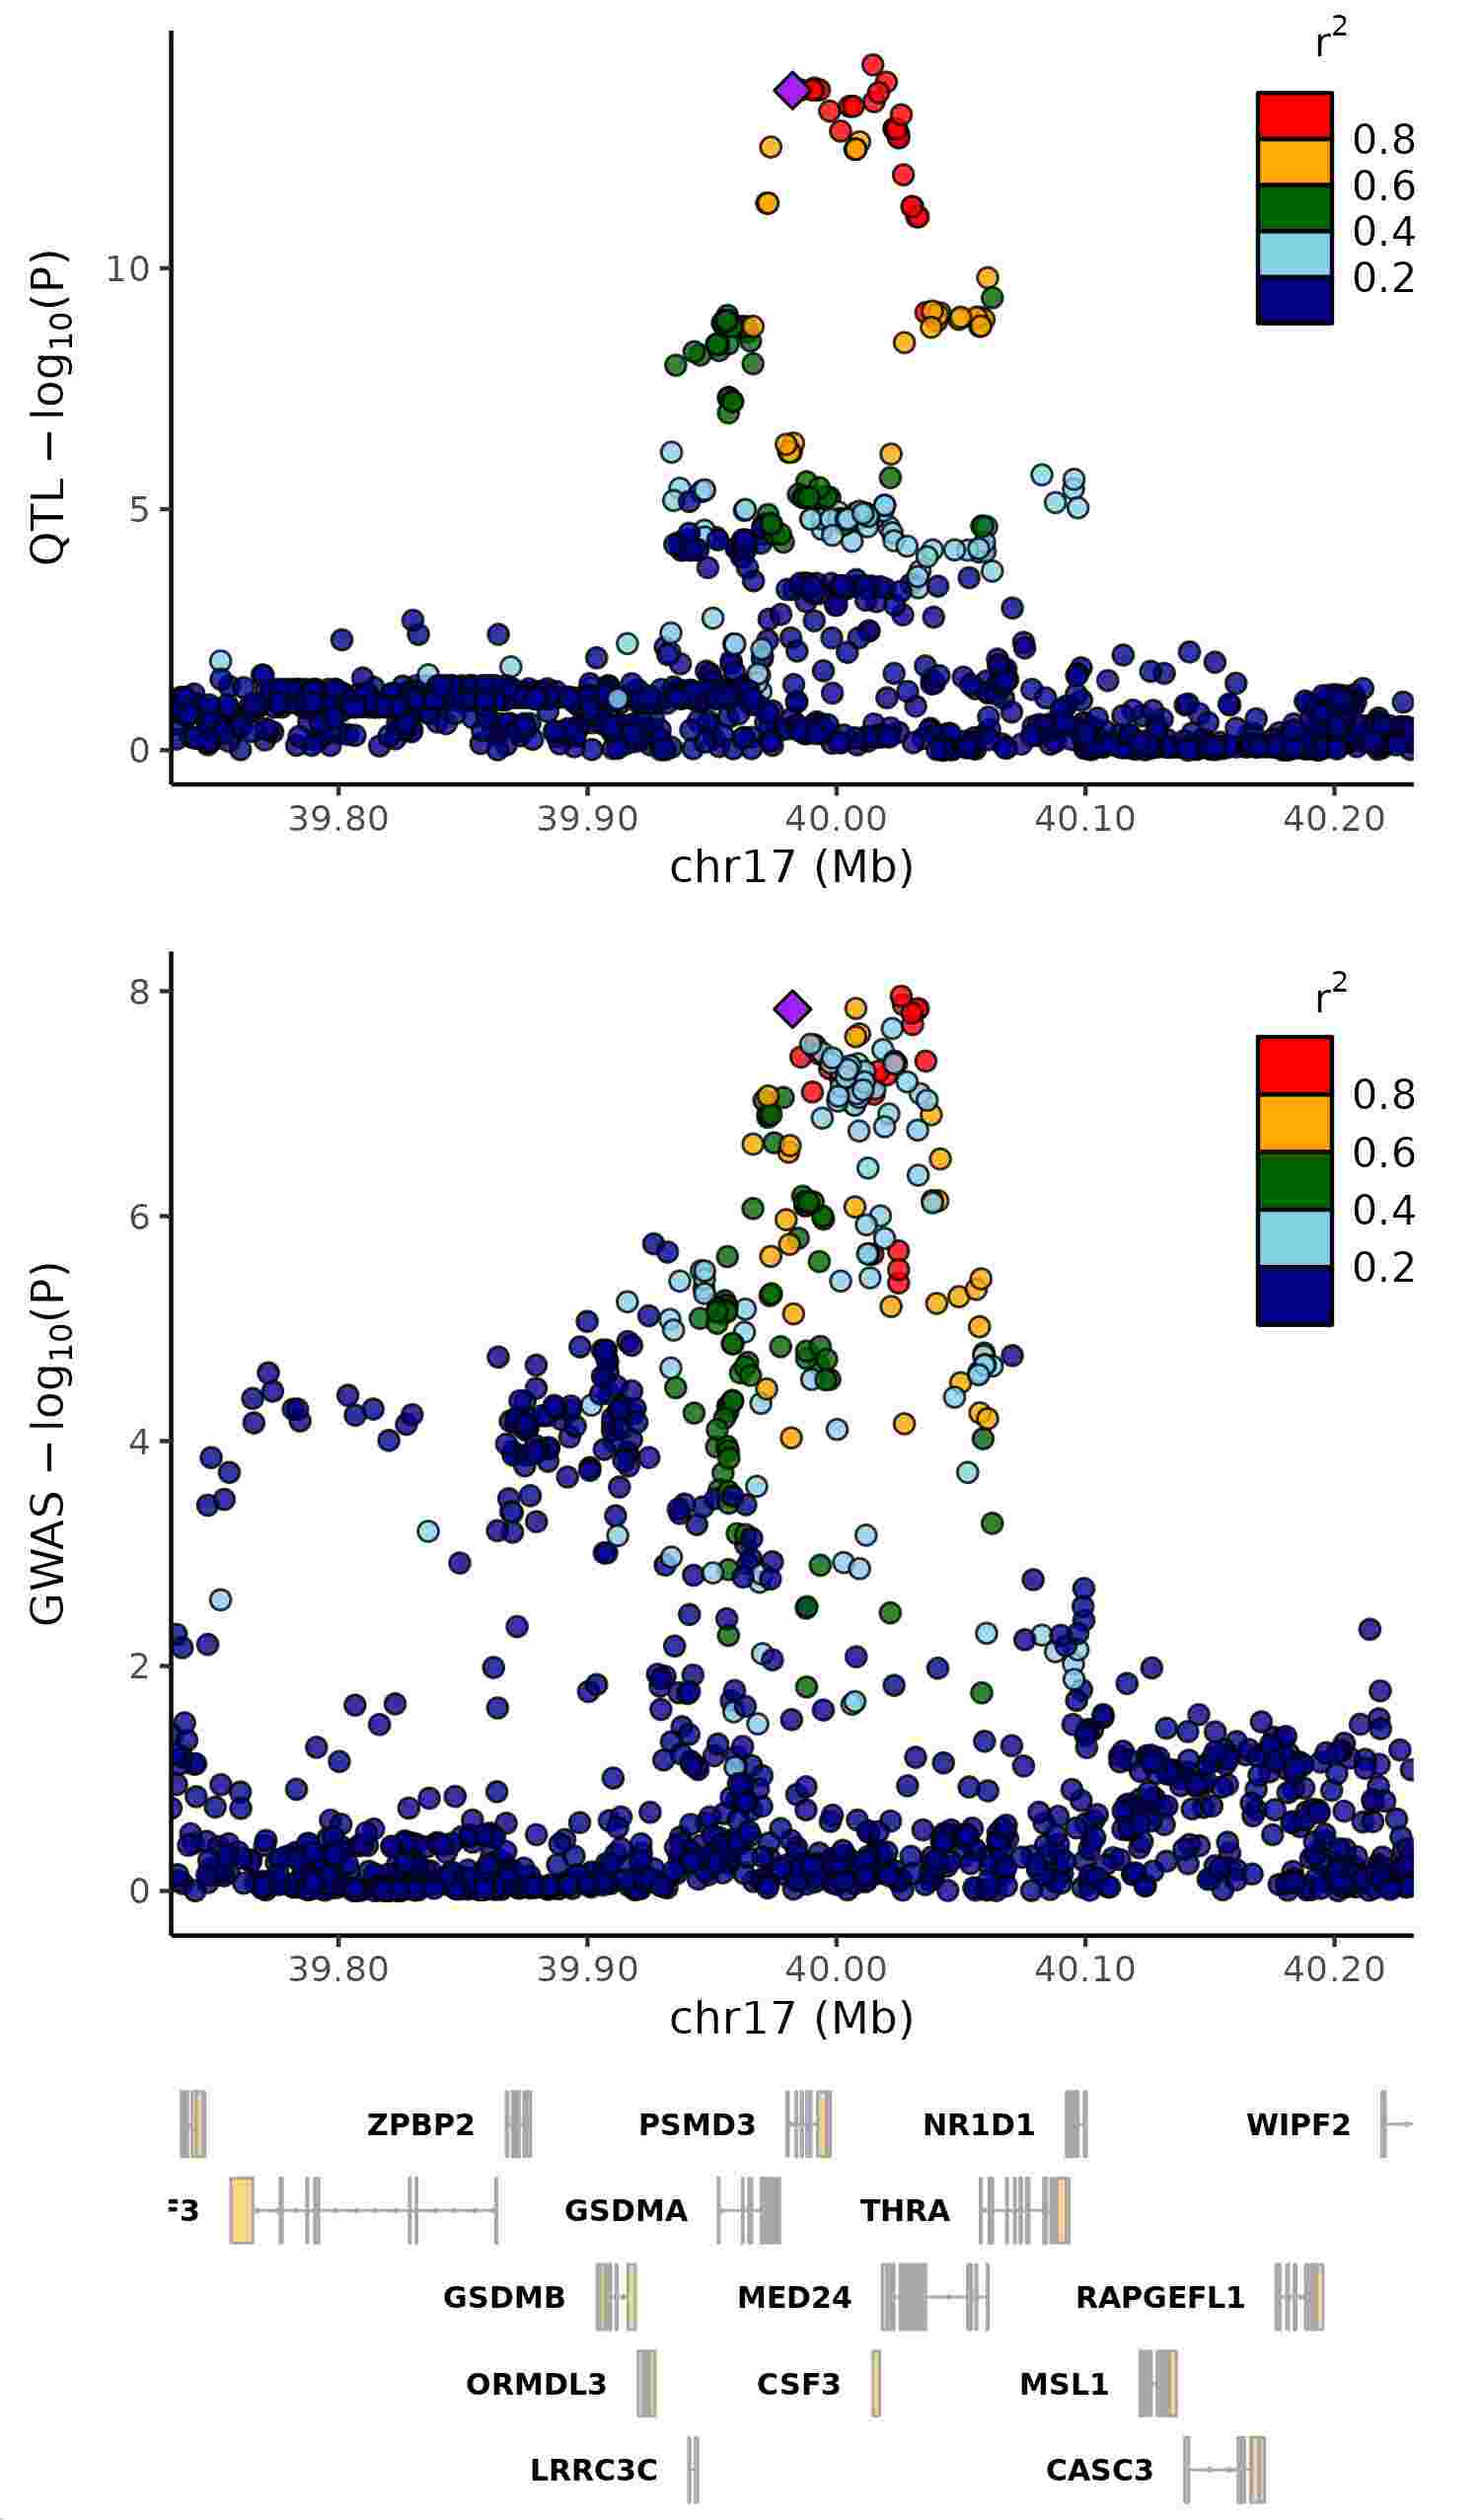 r²
0.8
0.6
0.4
0.2
QTL −log₁₀(P)
10
5
0
39.80 39.90 40.00 40.10 40.20
chr17 (Mb)
r²
0.8
0.6
0.4
0.2
GWAS −log₁₀(P)
8
6
4
2
0
39.80 39.90 40.00 40.10 40.20
chr17 (Mb)
ZPBP2 PSMD3 NR1D1 WIPF2
F3 GSDMA THRA
GSDMB MED24 RAPGEFL1
ORMDL3 CSF3 MSL1
LRRC3C CASC3